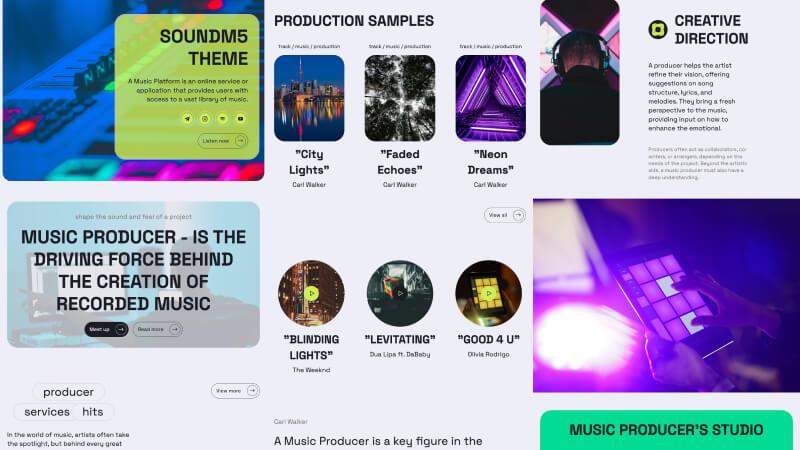 SOUNDM5
THEME
A Music Platform is an online service or
application that provides users with
access to a vast library of music.
Listen now
shape the sound and feel of a project
MUSIC PRODUCER - IS THE
DRIVING FORCE BEHIND
THE CREATION OF
RECORDED MUSIC
Meet up
Read more
producer
services hits
View more
In the world of music, artists often take
the spotlight, but behind every great
PRODUCTION SAMPLES
track / music / production
track / music / production
track / music / production
"City
Lights"
Carl Walker
"Faded
Echoes"
Carl Walker
"Neon
Dreams"
Carl Walker
View all
"BLINDING
LIGHTS"
The Weeknd
"LEVITATING"
Dua Lipa ft. DaBaby
"GOOD 4 U"
Olivia Rodrigo
Carl Walker
A Music Producer is a key figure in the
CREATIVE
DIRECTION
A producer helps the artist
refine their vision, offering
suggestions on song
structure, lyrics, and
melodies. They bring a fresh
perspective to the music,
providing input on how to
enhance the emotional.
Producers often act as collaborators, co-
writers, or arrangers, depending on the
needs of the project. Beyond the artistic
side, a music producer must also have a
deep understanding.
MUSIC PRODUCER'S STUDIO